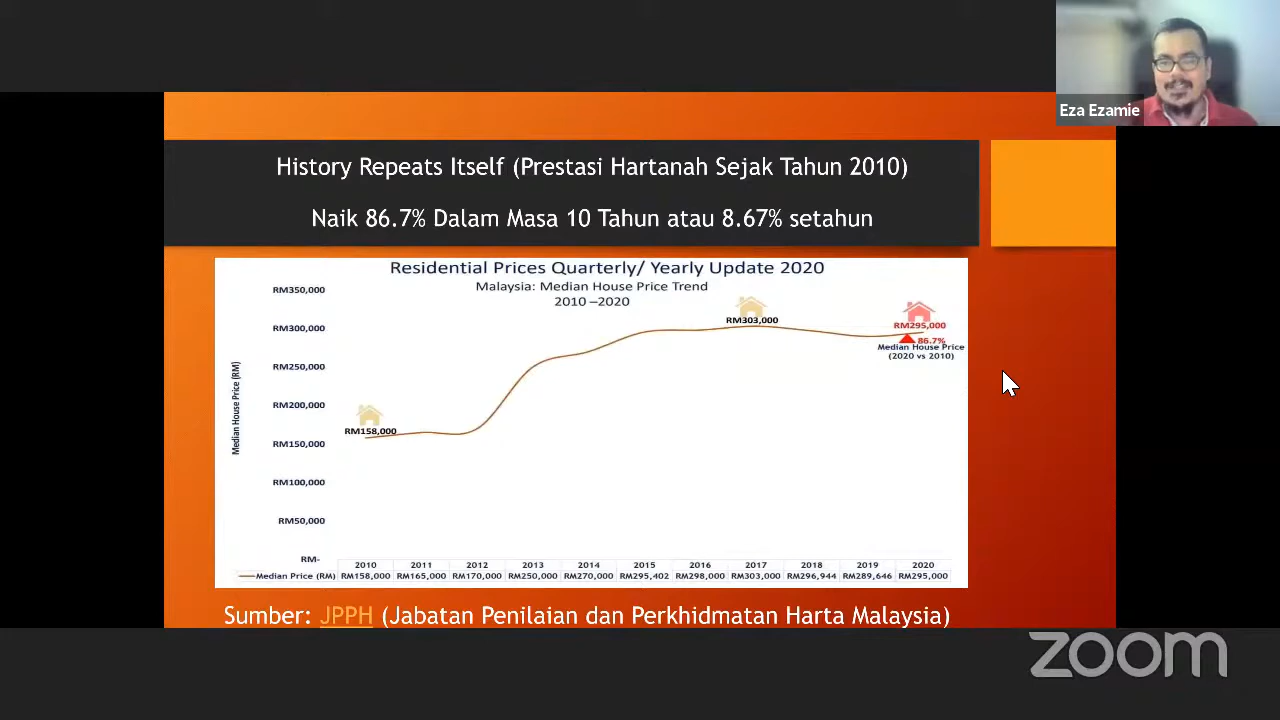 Eza Ezamie
History Repeats Itself (Prestasi Hartanah Sejak Tahun 2010)
Naik 86.7% Dalam Masa 10 Tahun atau 8.67% setahun
Residential Prices Quarterly/ Yearly Update 2020
Malaysia: Median House Price Trend
2010 –2020
RM350,000
RM300,000
RM250,000
RM200,000
RM150,000
RM100,000
RM50,000
RM-
Median House Price (RM)
RM158,000
RM303,000
RM295,000
86.7%
Median House Price
(2020 vs 2010)
2010 2011 2012 2013 2014 2015 2016 2017 2018 2019 2020
Median Price (RM) RM158,000 RM165,000 RM170,000 RM250,000 RM270,000 RM295,402 RM298,000 RM303,000 RM296,944 RM289,646 RM295,000
Sumber: JPPH (Jabatan Penilaian dan Perkhidmatan Harta Malaysia)
zoom